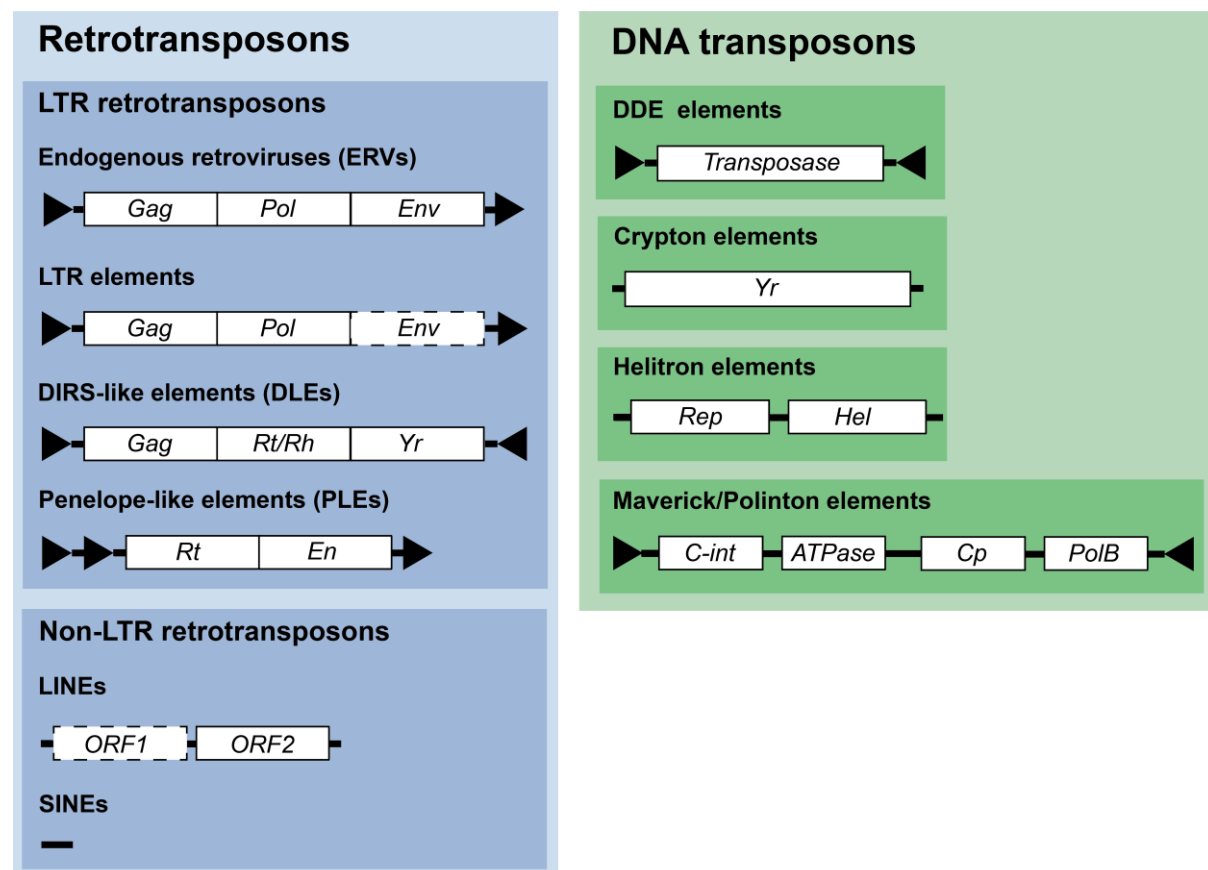 Retrotransposons
LTR retrotransposons
Endogenous retroviruses (ERVs)
Gag Pol Env
LTR elements
Gag Pol Env
DIRS-like elements (DLEs)
Gag Rt/Rh Yr
Penelope-like elements (PLEs)
Rt En
Non-LTR retrotransposons
LINEs
ORF1 ORF2
SINEs
DNA transposons
DDE elements
Transposase
Crypton elements
Yr
Helitron elements
Rep Hel
Maverick/Polinton elements
C-int ATPase Cp PolB